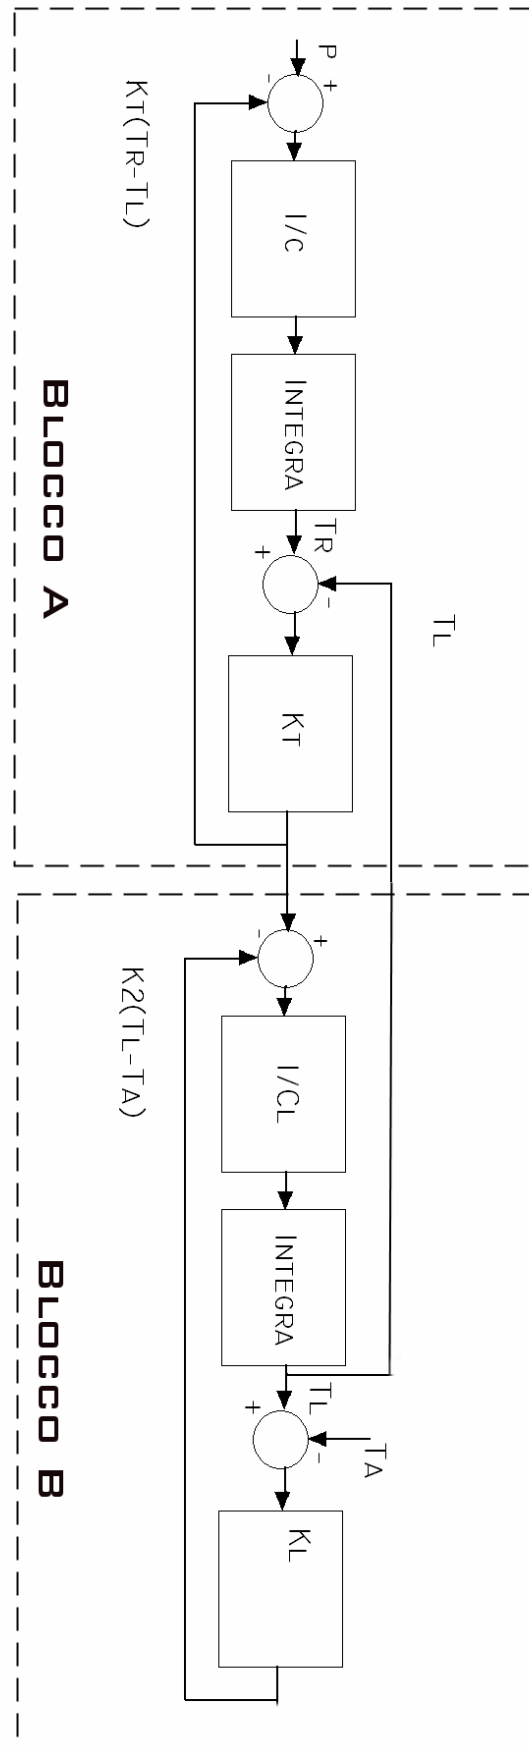 P
+
-
KT(TR-TL)
I/C
INTEGRA
TR
+
-
TL
KT
BLOCCO A
+
-
K2(TL-TA)
I/CL
INTEGRA
TL
+
-
TA
KL
BLOCCO B